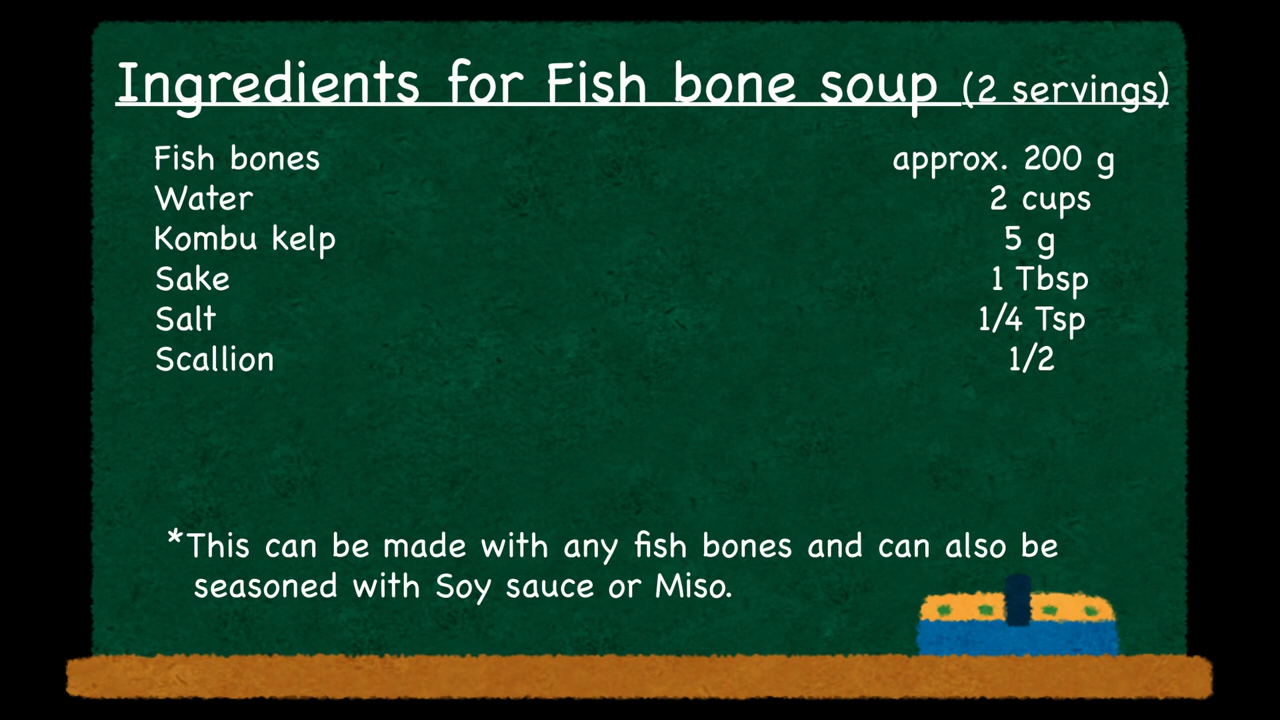 Ingredients for Fish bone soup (2 servings)
Fish bones approx. 200 g
Water 2 cups
Kombu kelp 5 g
Sake 1 Tbsp
Salt 1/4 Tsp
Scallion 1/2
*This can be made with any fish bones and can also be
seasoned with Soy sauce or Miso.